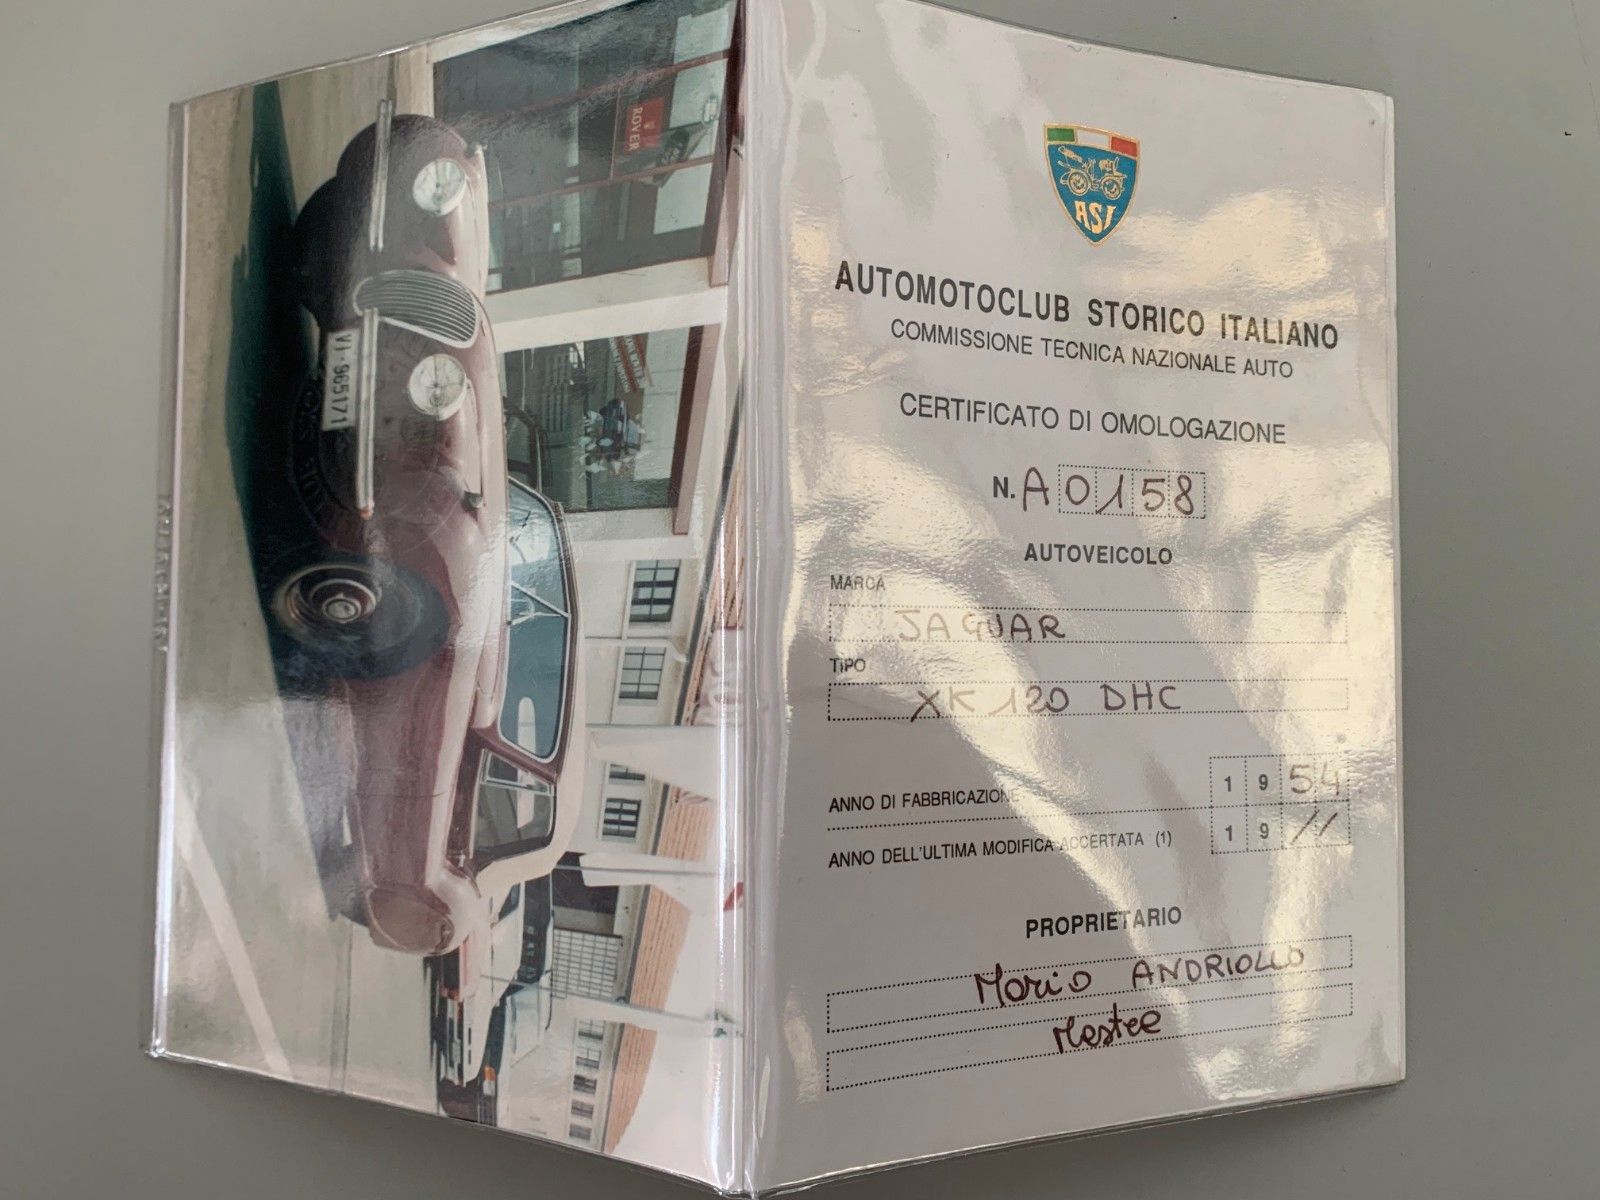 ROVER
VI·965171
ASI
AUTOMOTOCLUB STORICO ITALIANO
COMMISSIONE TECNICA NAZIONALE AUTO
CERTIFICATO DI OMOLOGAZIONE
N. A 0158
AUTOVEICOLO
MARCA
JAGUAR
TIPO
XK 120 DHC
ANNO DI FABBRICAZIONE 1954
ANNO DELL'ULTIMA MODIFICA ACCERTATA (1) 19 //
PROPRIETARIO
Mario ANDRIOLLO
Mestre